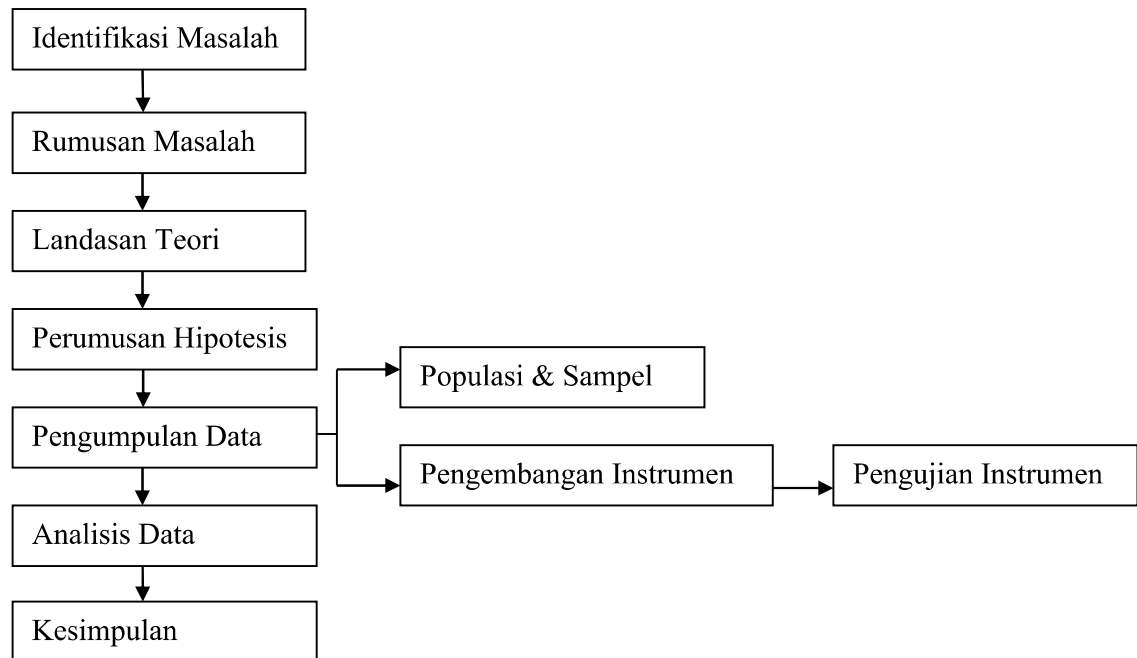 Identifikasi Masalah
Rumusan Masalah
Landasan Teori
Perumusan Hipotesis
Populasi & Sampel
Pengumpulan Data
Pengembangan Instrumen
Pengujian Instrumen
Analisis Data
Kesimpulan